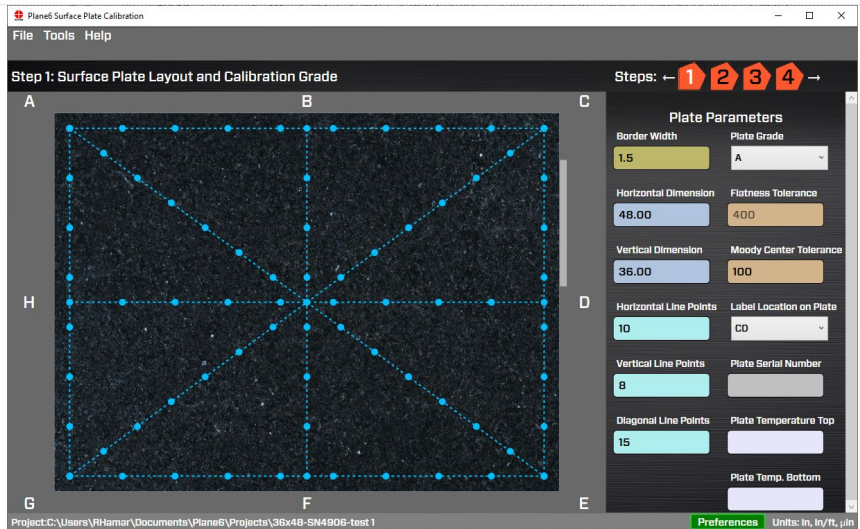 Plane6 Surface Plate Calibration
File Tools Help
Step 1: Surface Plate Layout and Calibration Grade
Steps: ← 1 2 3 4 →
A B C
Plate Parameters
Border Width Plate Grade
1.5 A
Horizontal Dimension Flatness Tolerance
48.00 400
Vertical Dimension Moody Center Tolerance
36.00 100
H D
Horizontal Line Points Label Location on Plate
10 CD
Vertical Line Points Plate Serial Number
8
Diagonal Line Points Plate Temperature Top
15
Plate Temp. Bottom
G F E
Project:C:\Users\RHamar\Documents\Plane6\Projects\36x48-SN4906-test 1
Preferences Units: in, in/ft, µin